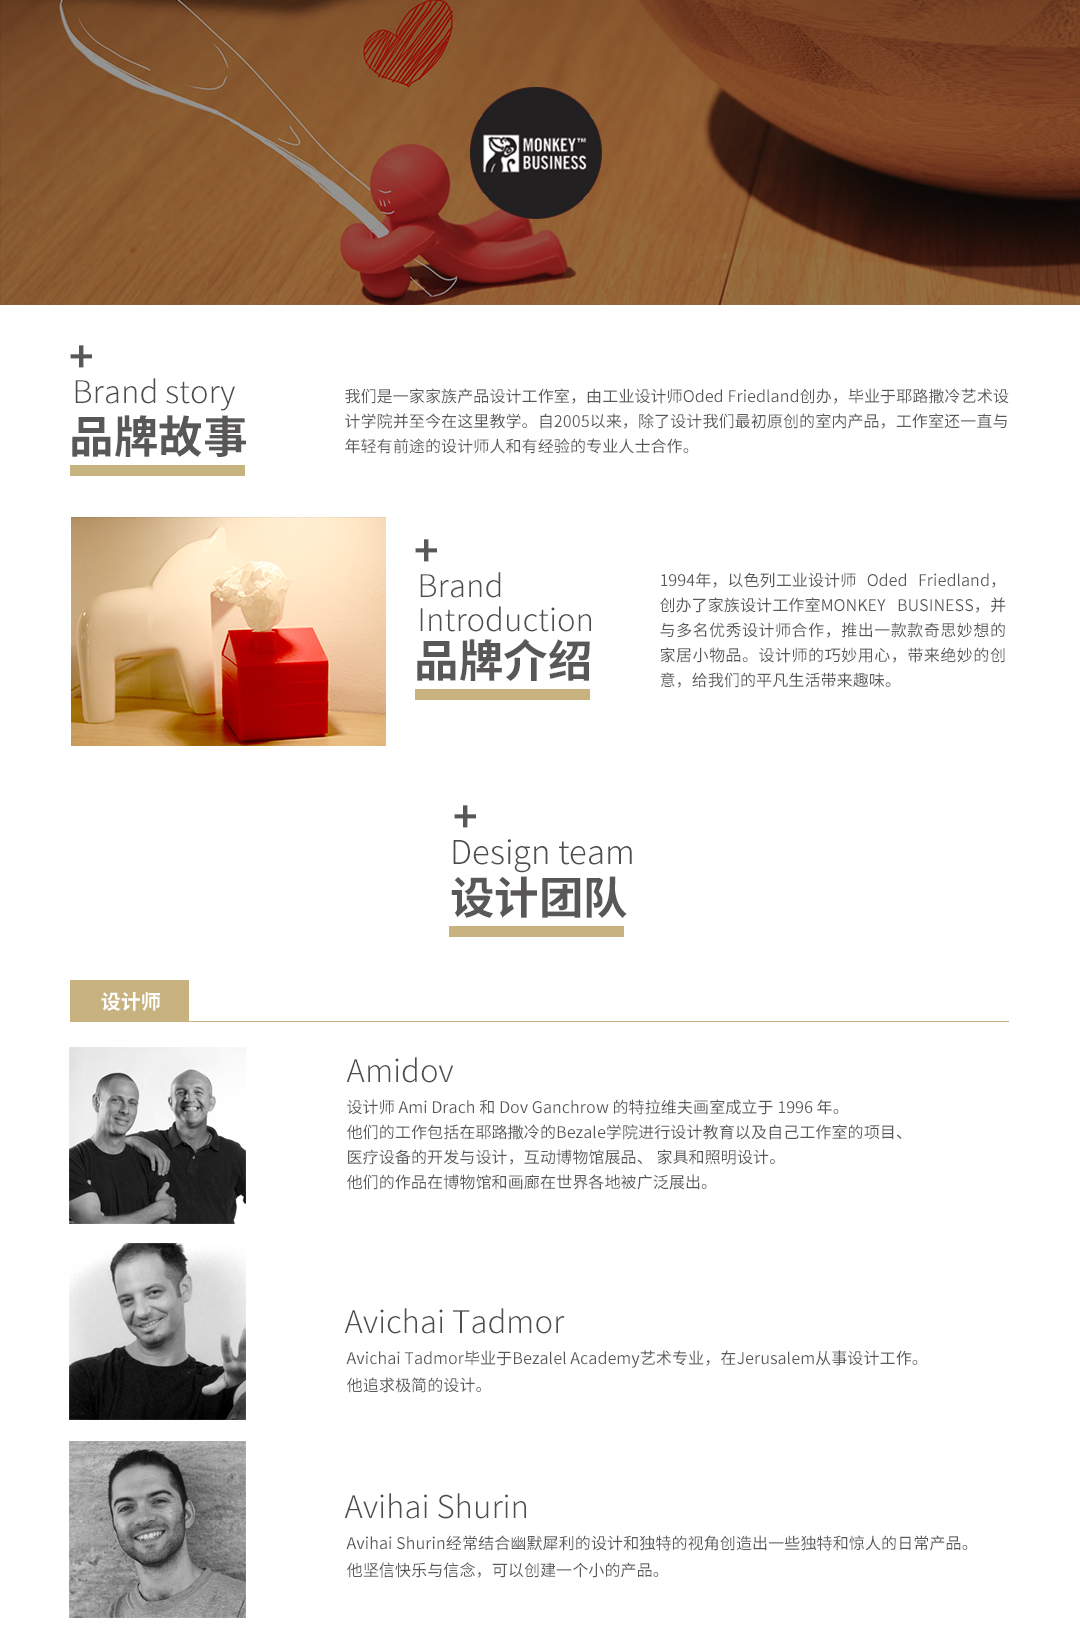 MONKEY™
BUSINESS
Brand story
品牌故事
我们是一家家族产品设计工作室，由工业设计师Oded Friedland创办，毕业于耶路撒冷艺术设
计学院并至今在这里教学。自2005以来，除了设计我们最初原创的室内产品，工作室还一直与
年轻有前途的设计师人和有经验的专业人士合作。
Brand
Introduction
品牌介绍
1994年，以色列工业设计师 Oded Friedland，
创办了家族设计工作室MONKEY BUSINESS，并
与多名优秀设计师合作，推出一款款奇思妙想的
家居小物品。设计师的巧妙用心，带来绝妙的创
意，给我们的平凡生活带来趣味。
Design team
设计团队
设计师
Amidov
设计师 Ami Drach 和 Dov Ganchrow 的特拉维夫画室成立于 1996 年。
他们的工作包括在耶路撒冷的Bezale学院进行设计教育以及自己工作室的项目、
医疗设备的开发与设计，互动博物馆展品、 家具和照明设计。
他们的作品在博物馆和画廊在世界各地被广泛展出。
Avichai Tadmor
Avichai Tadmor毕业于Bezalel Academy艺术专业，在Jerusalem从事设计工作。
他追求极简的设计。
Avihai Shurin
Avihai Shurin经常结合幽默犀利的设计和独特的视角创造出一些独特和惊人的日常产品。
他坚信快乐与信念，可以创建一个小的产品。